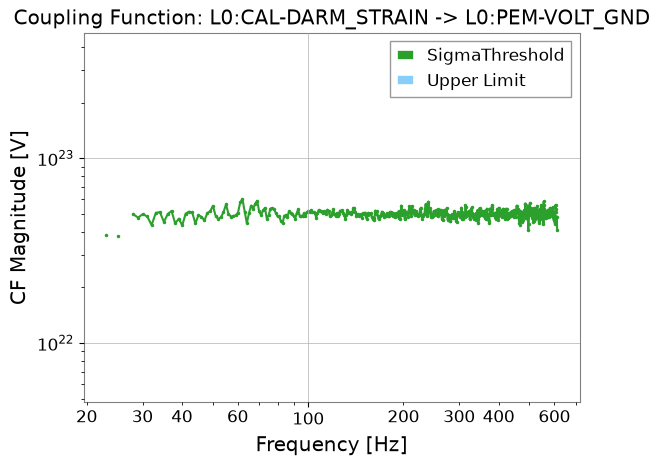 Coupling Function: L0:CAL-DARM_STRAIN -> L0:PEM-VOLT_GND
SigmaThreshold
Upper Limit
CF Magnitude [V]
10^23
10^22
20 30 40 60 100 200 300 400 600
Frequency [Hz]